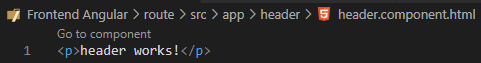 Frontend Angular > route > src > app > header > header.component.html
Go to component
1 <p>header works!</p>